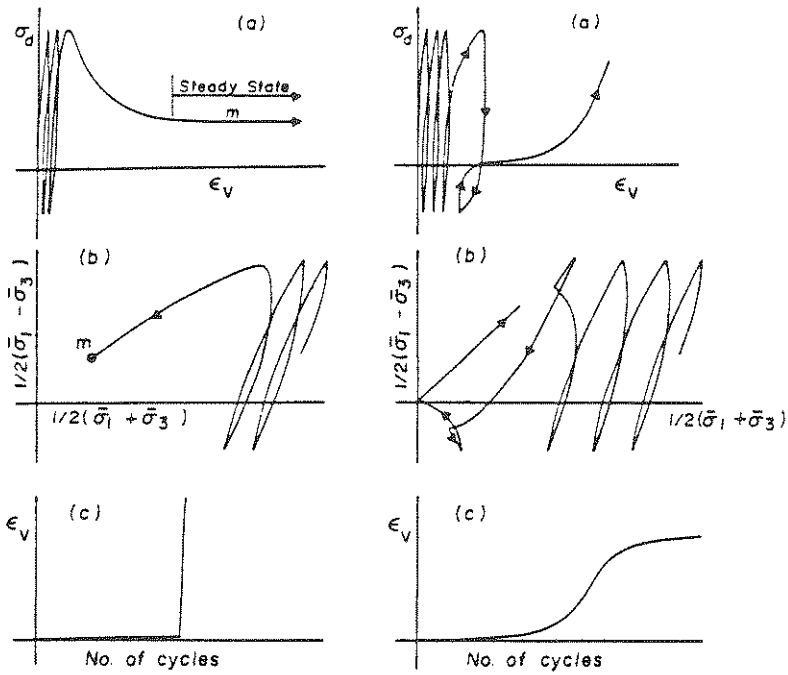 (a)
σd
Steady State
m
εv
(b)
1/2(σ̄1 - σ̄3)
m
1/2(σ̄1 + σ̄3)
(c)
εv
No. of cycles
(a)
σd
εv
(b)
1/2(σ̄1 - σ̄3)
1/2(σ̄1 + σ̄3)
(c)
εv
No. of cycles